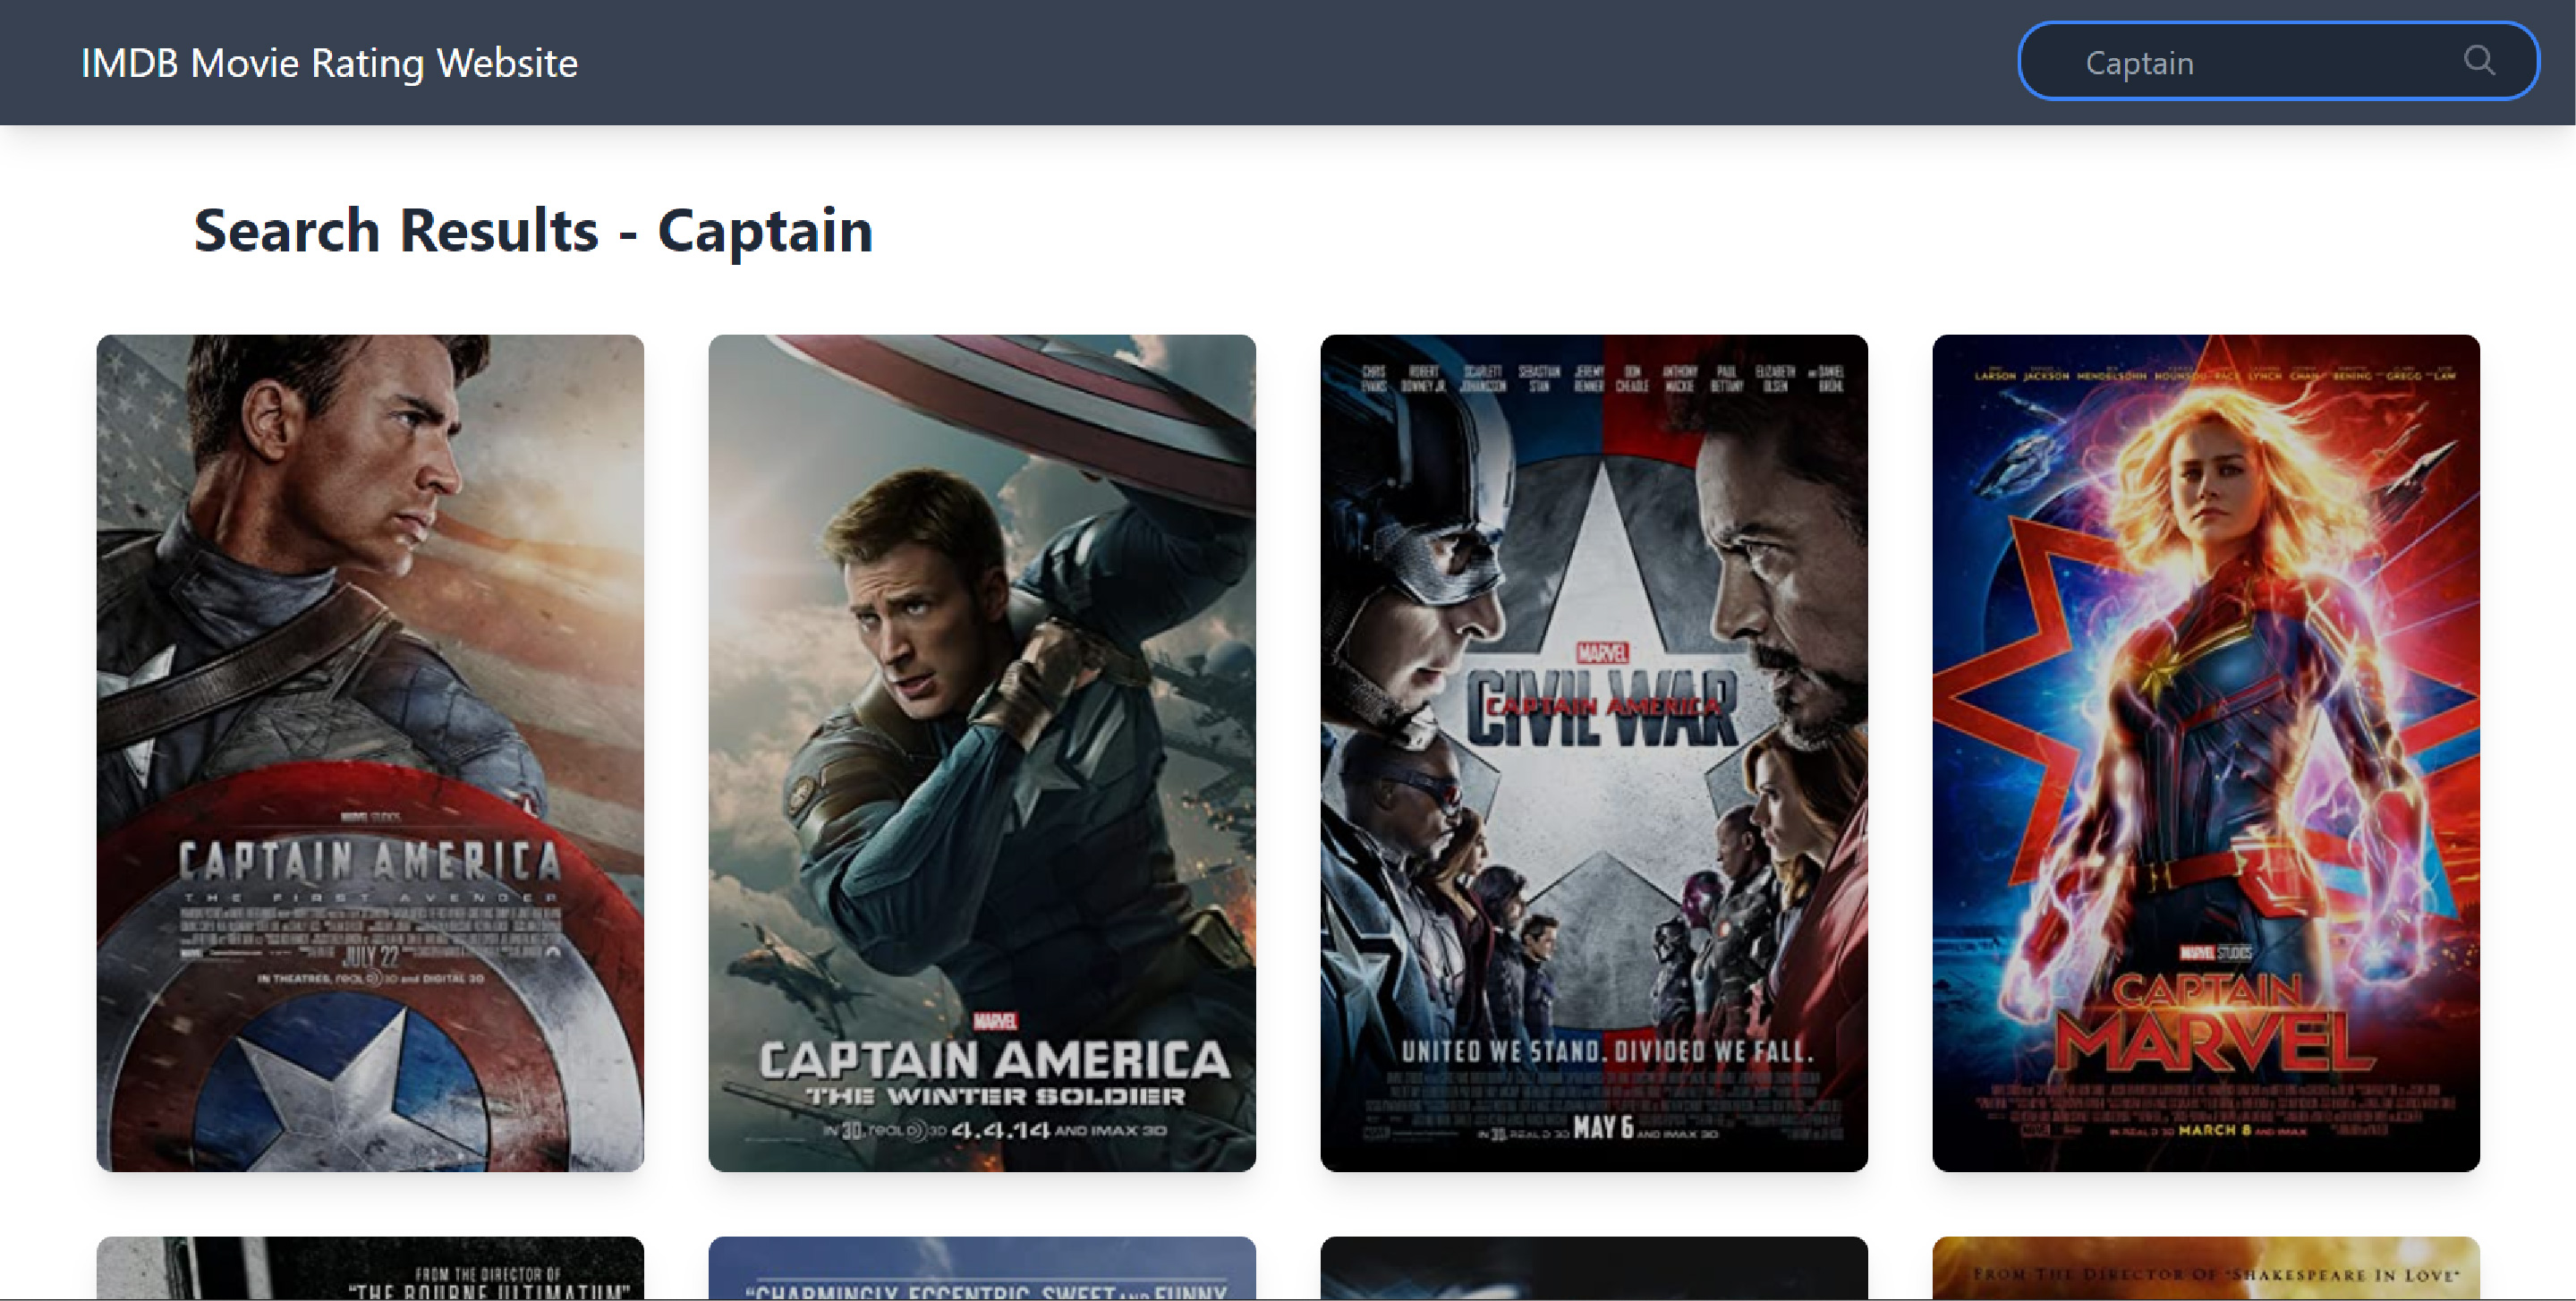 IMDB Movie Rating Website
Captain
Search Results - Captain
MARVEL STUDIOS
CAPTAIN AMERICA
THE FIRST AVENGER
JULY 22
IN THEATRES, REAL D 3D and DIGITAL 3D
MARVEL
CAPTAIN AMERICA
THE WINTER SOLDIER
IN 3D, REAL D 3D 4.4.14 AND IMAX 3D
CHRIS EVANS ROBERT DOWNEY JR. SCARLETT JOHANSSON SEBASTIAN STAN JEREMY RENNER DON CHEADLE ANTHONY MACKIE PAUL BETTANY ELIZABETH OLSEN AND DANIEL BRÜHL
MARVEL
CIVIL WAR
CAPTAIN AMERICA
UNITED WE STAND. DIVIDED WE FALL.
IN 3D, REAL D 3D MAY 6 AND IMAX 3D
LARSON JACKSON MENDELSOHN HOUNSOU PACE LYNCH CHAN BENING GREGG LAW
MARVEL STUDIOS
CAPTAIN
MARVEL
IN REAL D 3D MARCH 8 AND IMAX
FROM THE DIRECTOR OF
"THE BOURNE ULTIMATUM"
"CHARMINGLY ECCENTRIC, SWEET AND FUNNY
FROM THE DIRECTOR OF "SHAKESPEARE IN LOVE"